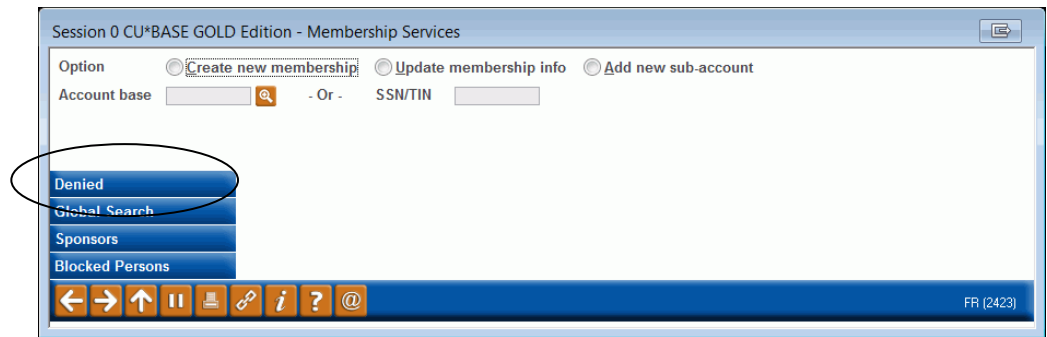 Session 0 CU*BASE GOLD Edition - Membership Services
Option Create new membership Update membership info Add new sub-account
Account base - Or - SSN/TIN
Denied
Global Search
Sponsors
Blocked Persons
i ? @ FR (2423)